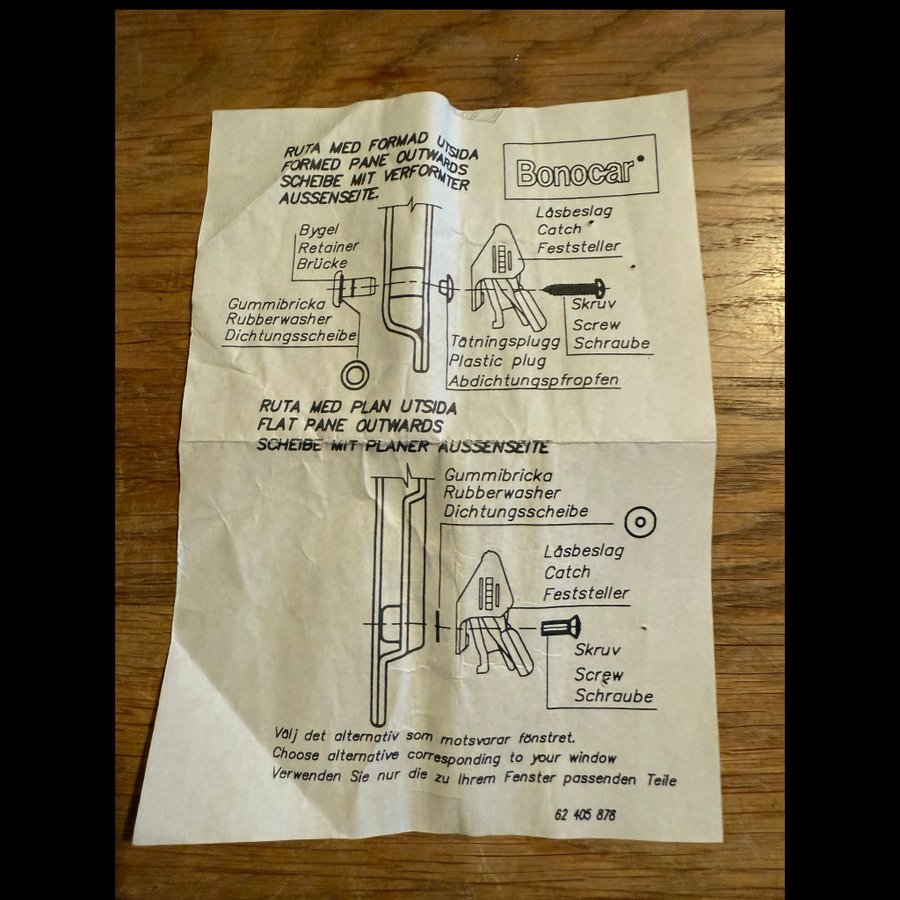 RUTA MED FORMAD UTSIDA
FORMED PANE OUTWARDS
SCHEIBE MIT VERFORMTER
AUSSENSEITE.
Bonocar
Bygel
Retainer
Brücke
Låsbeslag
Catch
Feststeller
Gummibricka
Rubberwasher
Dichtungsscheibe
Skruv
Screw
Schraube
Tätningsplugg
Plastic plug
Abdichtungspfropfen
RUTA MED PLAN UTSIDA
FLAT PANE OUTWARDS
SCHEIBE MIT PLANER AUSSENSEITE
Gummibricka
Rubberwasher
Dichtungsscheibe
Låsbeslag
Catch
Feststeller
Skruv
Screw
Schraube
Välj det alternativ som motsvarar fönstret.
Choose alternative corresponding to your window
Verwenden Sie nur die zu Ihrem Fenster passenden Teile
62 405 878